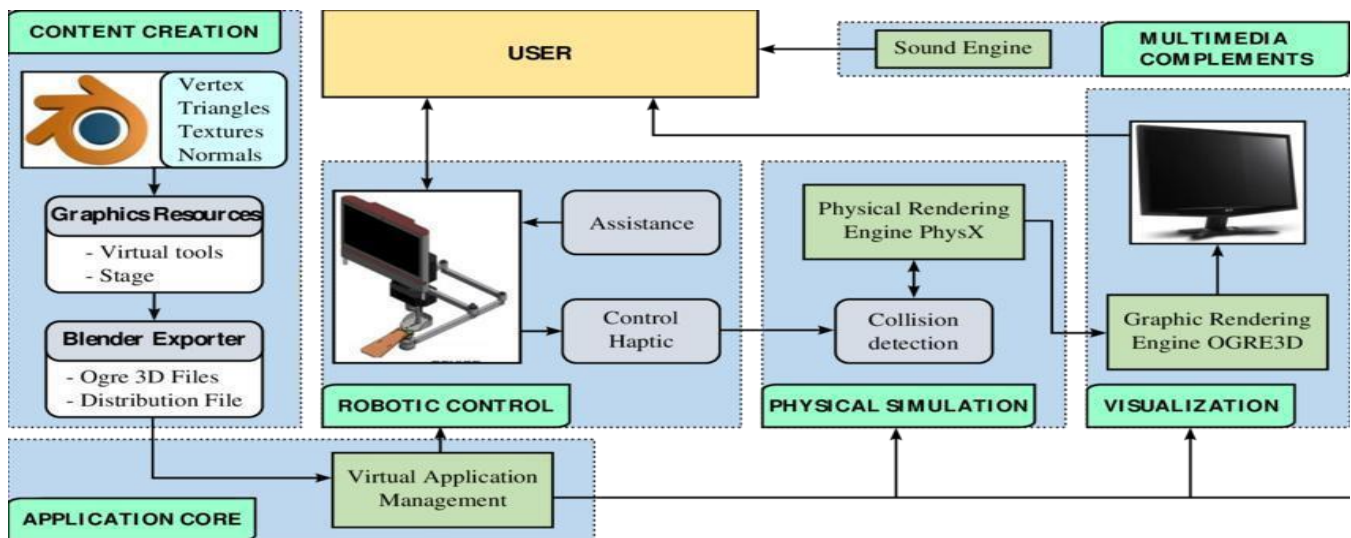 CONTENT CREATION
Vertex
Triangles
Textures
Normals
Graphics Resources
- Virtual tools
- Stage
Blender Exporter
- Ogre 3D Files
- Distribution File
USER
Sound Engine
MULTIMEDIA
COMPLEMENTS
Assistance
Control
Haptic
ROBOTIC CONTROL
Physical Rendering
Engine PhysX
Collision
detection
PHYSICAL SIMULATION
Graphic Rendering
Engine OGRE3D
VISUALIZATION
Virtual Application
Management
APPLICATION CORE